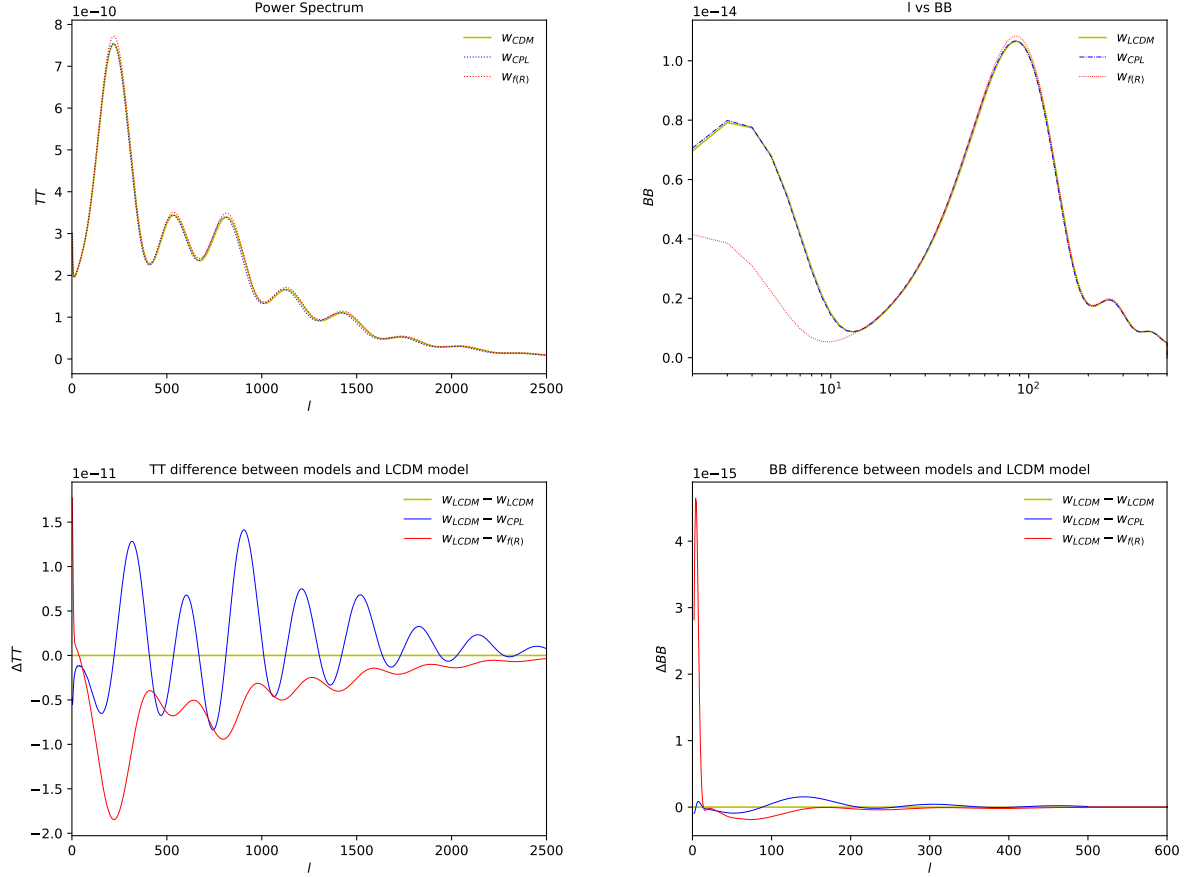 Power Spectrum
1e−10
TT
8
7
6
5
4
3
2
1
0
0 500 1000 1500 2000 2500
l
w_CDM
w_CPL
w_f(R)
l vs BB
1e−14
BB
1.0
0.8
0.6
0.4
0.2
0.0
10^1 10^2
w_LCDM
w_CPL
w_f(R)
TT difference between models and LCDM model
1e−11
ΔTT
1.5
1.0
0.5
0.0
−0.5
−1.0
−1.5
−2.0
0 500 1000 1500 2000 2500
l
w_LCDM − w_LCDM
w_LCDM − w_CPL
w_LCDM − w_f(R)
BB difference between models and LCDM model
1e−15
ΔBB
4
3
2
1
0
0 100 200 300 400 500 600
l
w_LCDM − w_LCDM
w_LCDM − w_CPL
w_LCDM − w_f(R)